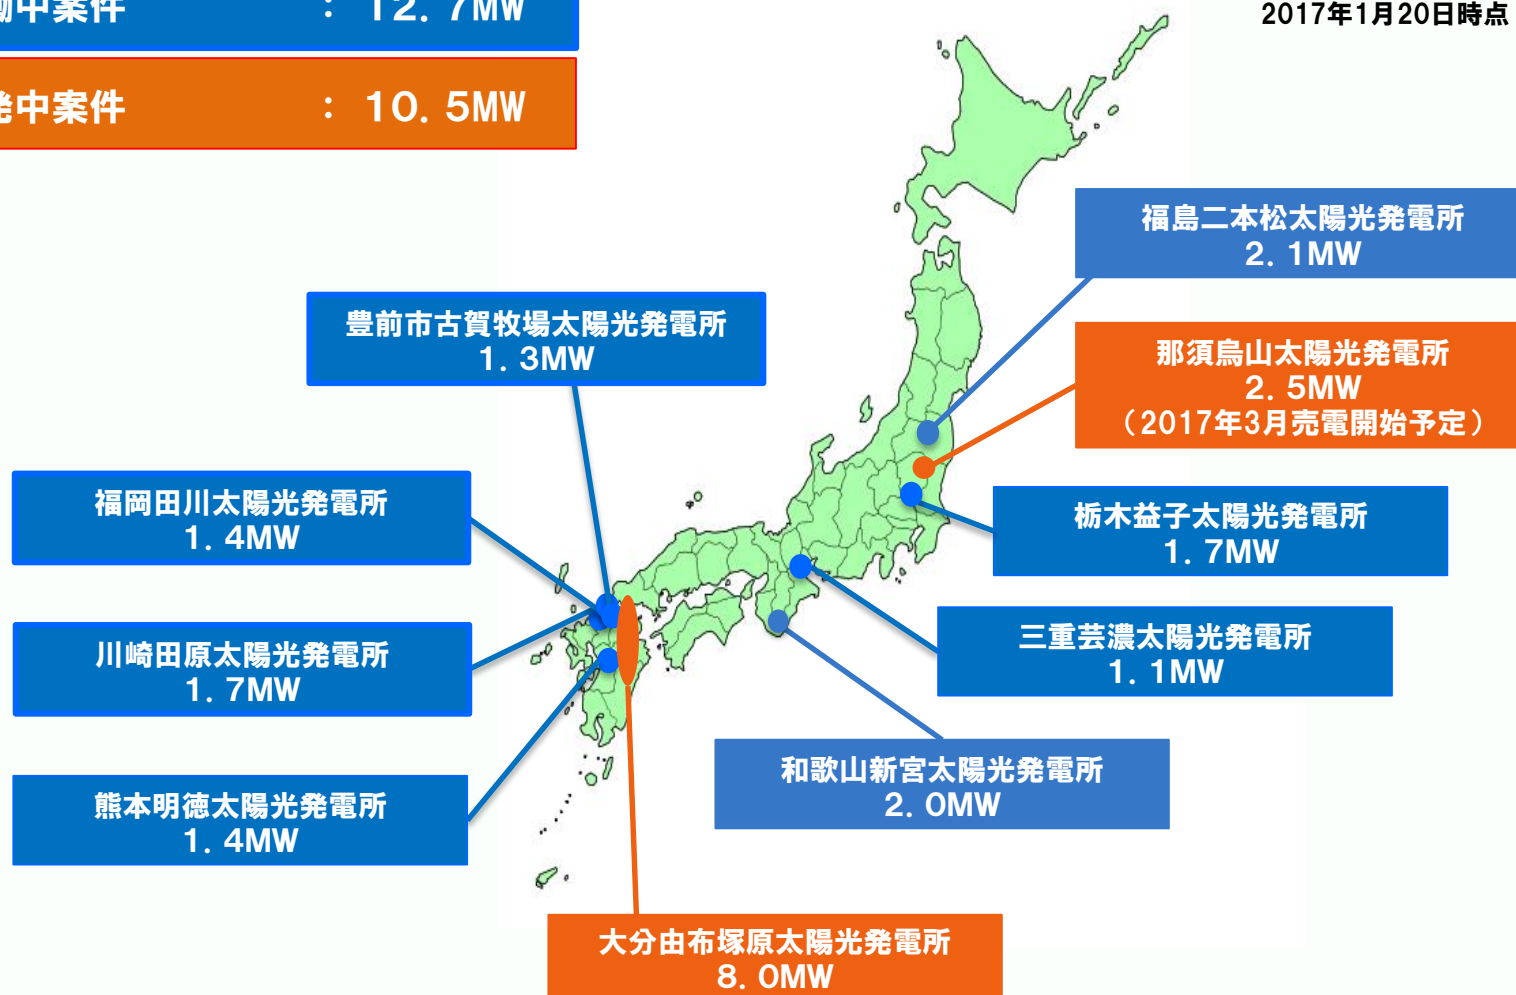 働中案件 : 12.7MW
2017年1月20日時点
発中案件 : 10.5MW
福島二本松太陽光発電所
2.1MW
豊前市古賀牧場太陽光発電所
1.3MW
那須烏山太陽光発電所
2.5MW
(2017年3月売電開始予定)
福岡田川太陽光発電所
1.4MW
栃木益子太陽光発電所
1.7MW
川崎田原太陽光発電所
1.7MW
三重芸濃太陽光発電所
1.1MW
和歌山新宮太陽光発電所
2.0MW
熊本明徳太陽光発電所
1.4MW
大分由布塚原太陽光発電所
8.0MW